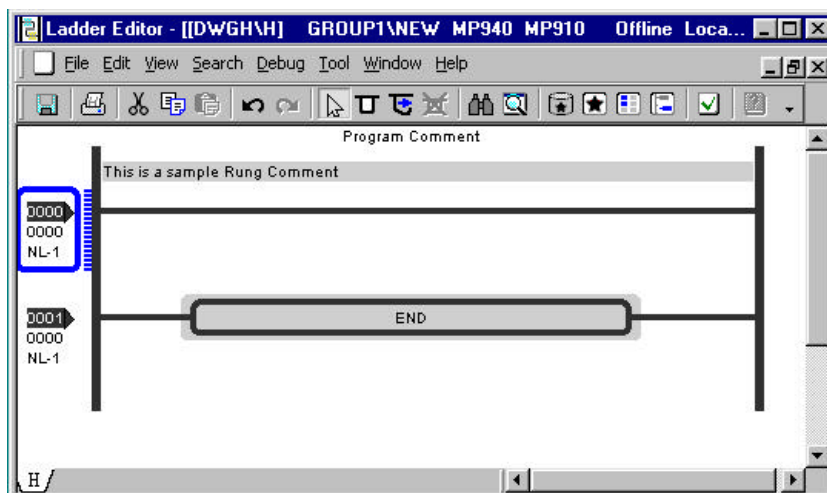 Ladder Editor - [[DWGH\H] GROUP1\NEW MP940 MP910 Offline Loca...
File Edit View Search Debug Tool Window Help
Program Comment
This is a sample Rung Comment
0000
0000
NL-1
END
0001
0000
NL-1
H